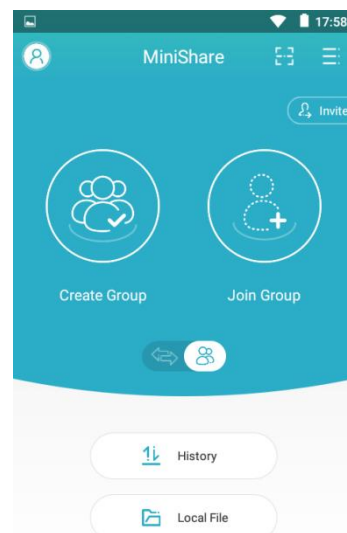 17:58
MiniShare
Invite
Create Group
Join Group
History
Local File